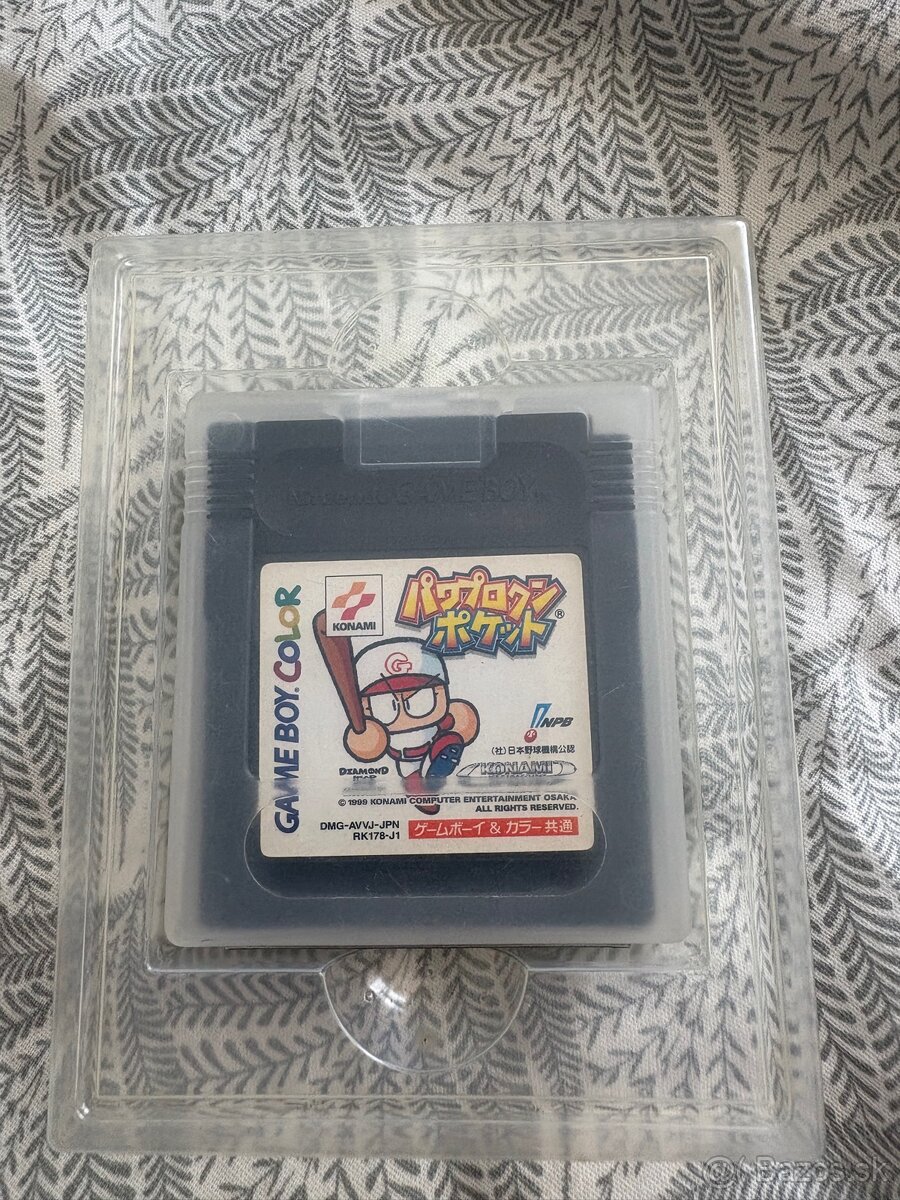 Nintendo GAME BOY
GAME BOY COLOR
KONAMI
パワプロクン
ポケット®
G
NPB
(社)日本野球機構公認
DIAMOND
KONAMI
© 1999 KONAMI COMPUTER ENTERTAINMENT OSAKA
ALL RIGHTS RESERVED.
DMG-AVVJ-JPN
RK178-J1
ゲームボーイ & カラー共通
@ Bazos.sk